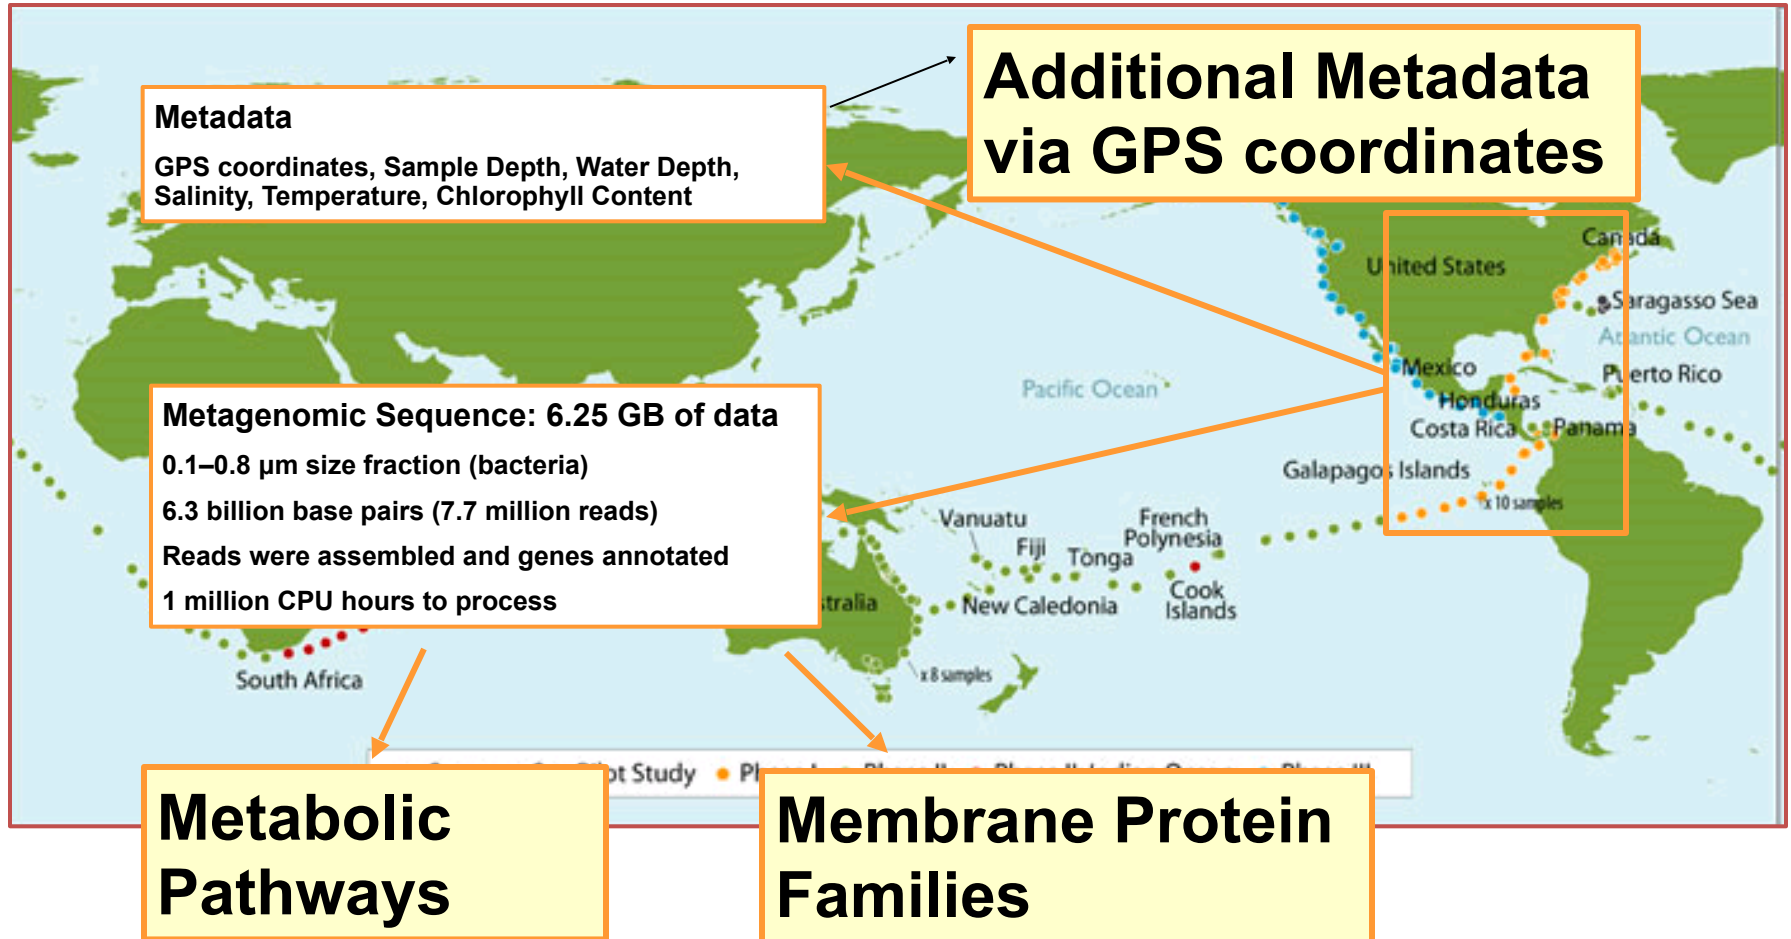 Additional Metadata
via GPS coordinates
Metadata
GPS coordinates, Sample Depth, Water Depth,
Salinity, Temperature, Chlorophyll Content
Canada
United States
Saragasso Sea
Atlantic Ocean
Mexico
Puerto Rico
Pacific Ocean
Honduras
Costa Rica
Panama
Galapagos Islands
x 10 samples
Metagenomic Sequence: 6.25 GB of data
0.1–0.8 µm size fraction (bacteria)
6.3 billion base pairs (7.7 million reads)
Reads were assembled and genes annotated
1 million CPU hours to process
Vanuatu
Fiji
Tonga
French
Polynesia
Cook
Islands
New Caledonia
tralia
South Africa
x 8 samples
Study
Metabolic
Pathways
Membrane Protein
Families